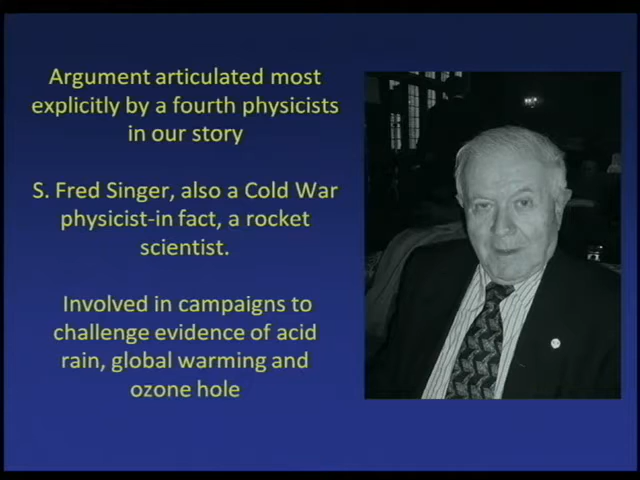 Argument articulated most
explicitly by a fourth physicists
in our story
S. Fred Singer, also a Cold War
physicist-in fact, a rocket
scientist.
Involved in campaigns to
challenge evidence of acid
rain, global warming and
ozone hole